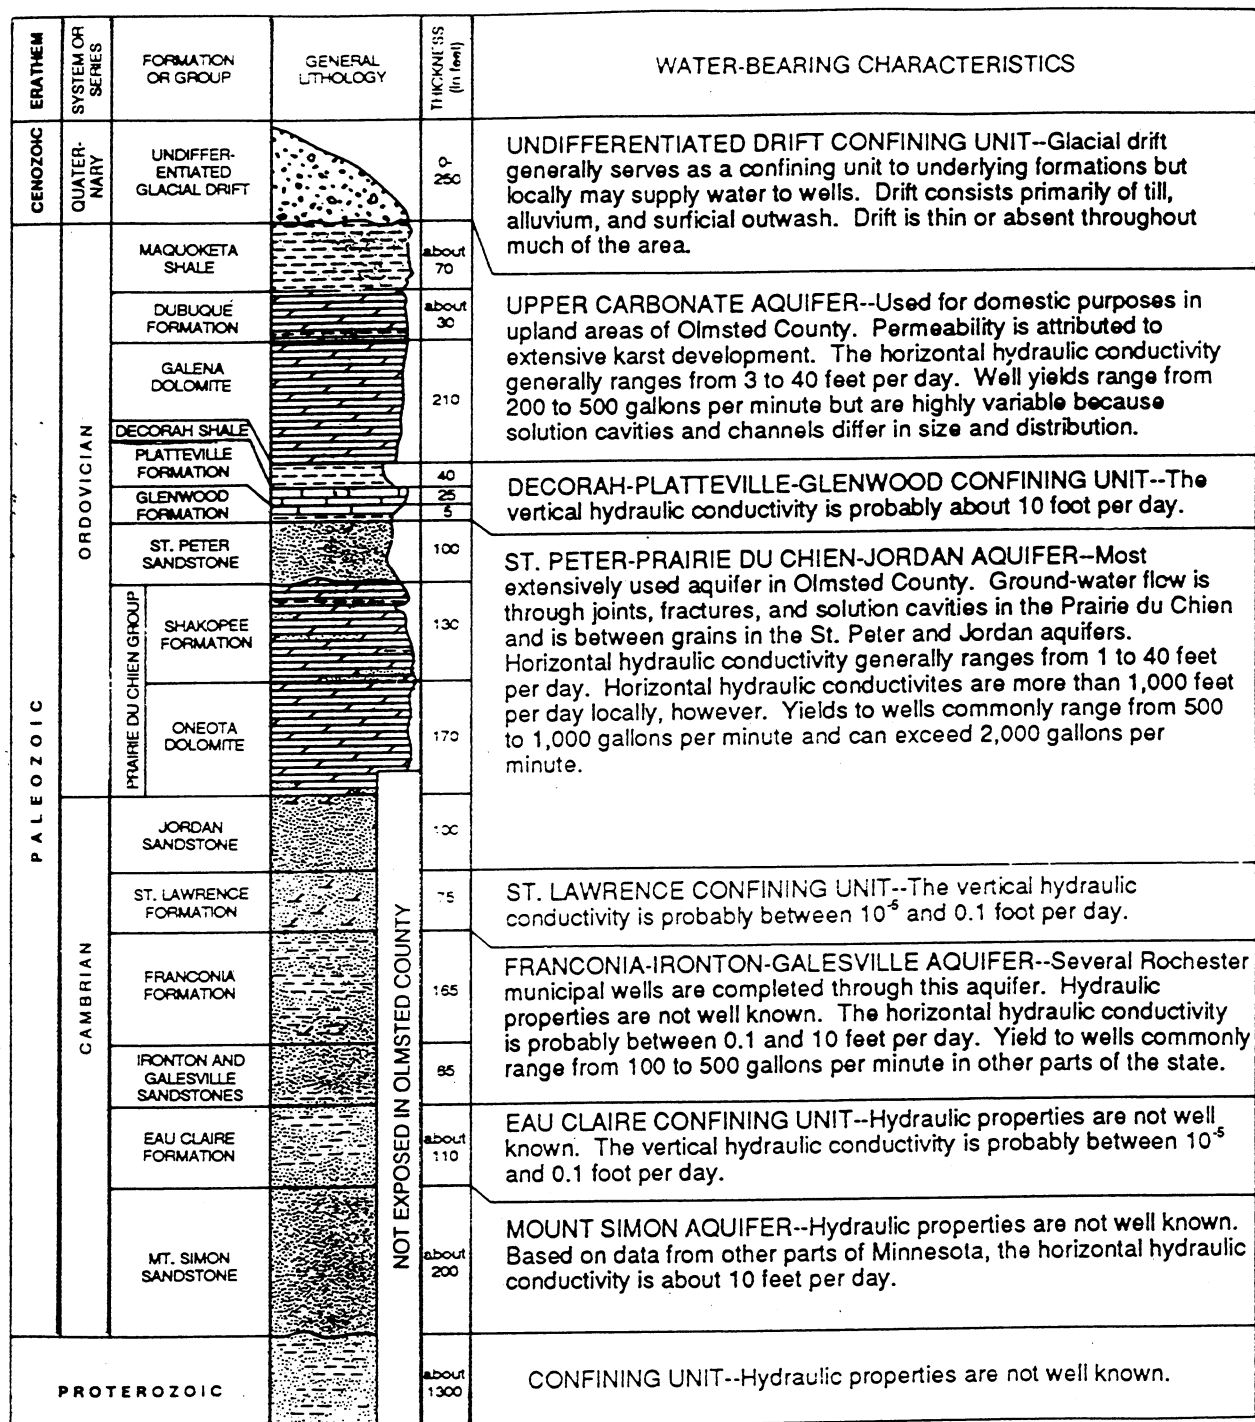 ERATHEM
SYSTEM OR
SERIES
FORMATION
OR GROUP
GENERAL
LITHOLOGY
THICKNESS
(in feet)
WATER-BEARING CHARACTERISTICS
CENOZOIC
QUATER-
NARY
UNDIFFER-
ENTIATED
GLACIAL DRIFT
0-
250
UNDIFFERENTIATED DRIFT CONFINING UNIT--Glacial drift
generally serves as a confining unit to underlying formations but
locally may supply water to wells. Drift consists primarily of till,
alluvium, and surficial outwash. Drift is thin or absent throughout
much of the area.
PALEOZOIC
ORDOVICIAN
MAQUOKETA
SHALE
about
70
DUBUQUE
FORMATION
about
30
UPPER CARBONATE AQUIFER--Used for domestic purposes in
upland areas of Olmsted County. Permeability is attributed to
extensive karst development. The horizontal hydraulic conductivity
generally ranges from 3 to 40 feet per day. Well yields range from
200 to 500 gallons per minute but are highly variable because
solution cavities and channels differ in size and distribution.
GALENA
DOLOMITE
210
DECORAH SHALE
40
PLATTEVILLE
FORMATION
25
GLENWOOD
FORMATION
5
DECORAH-PLATTEVILLE-GLENWOOD CONFINING UNIT--The
vertical hydraulic conductivity is probably about 10 foot per day.
ST. PETER
SANDSTONE
100
PRAIRIE DU CHIEN GROUP
SHAKOPEE
FORMATION
130
ONEOTA
DOLOMITE
170
ST. PETER-PRAIRIE DU CHIEN-JORDAN AQUIFER--Most
extensively used aquifer in Olmsted County. Ground-water flow is
through joints, fractures, and solution cavities in the Prairie du Chien
and is between grains in the St. Peter and Jordan aquifers.
Horizontal hydraulic conductivity generally ranges from 1 to 40 feet
per day. Horizontal hydraulic conductivites are more than 1,000 feet
per day locally, however. Yields to wells commonly range from 500
to 1,000 gallons per minute and can exceed 2,000 gallons per
minute.
CAMBRIAN
JORDAN
SANDSTONE
NOT EXPOSED IN OLMSTED COUNTY
ST. LAWRENCE
FORMATION
ST. LAWRENCE CONFINING UNIT--The vertical hydraulic
conductivity is probably between 10⁻⁵ and 0.1 foot per day.
FRANCONIA
FORMATION
165
FRANCONIA-IRONTON-GALESVILLE AQUIFER--Several Rochester
municipal wells are completed through this aquifer. Hydraulic
properties are not well known. The horizontal hydraulic conductivity
is probably between 0.1 and 10 feet per day. Yield to wells commonly
range from 100 to 500 gallons per minute in other parts of the state.
IRONTON AND
GALESVILLE
SANDSTONES
EAU CLAIRE
FORMATION
about
110
EAU CLAIRE CONFINING UNIT--Hydraulic properties are not well
known. The vertical hydraulic conductivity is probably between 10⁻⁵
and 0.1 foot per day.
MT. SIMON
SANDSTONE
about
200
MOUNT SIMON AQUIFER--Hydraulic properties are not well known.
Based on data from other parts of Minnesota, the horizontal hydraulic
conductivity is about 10 feet per day.
PROTEROZOIC
about
1300
CONFINING UNIT--Hydraulic properties are not well known.